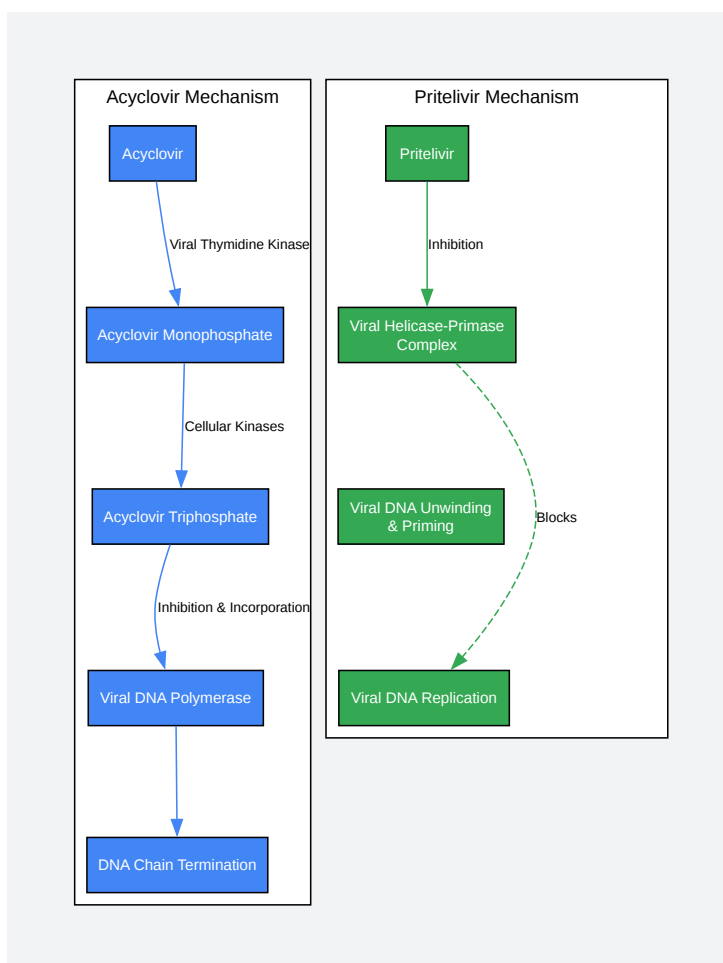 Acyclovir Mechanism
Acyclovir
Viral Thymidine Kinase
Acyclovir Monophosphate
Cellular Kinases
Acyclovir Triphosphate
Inhibition & Incorporation
Viral DNA Polymerase
DNA Chain Termination
Pritelivir Mechanism
Pritelivir
Inhibition
Viral Helicase-Primase
Complex
Viral DNA Unwinding
& Priming
Blocks
Viral DNA Replication